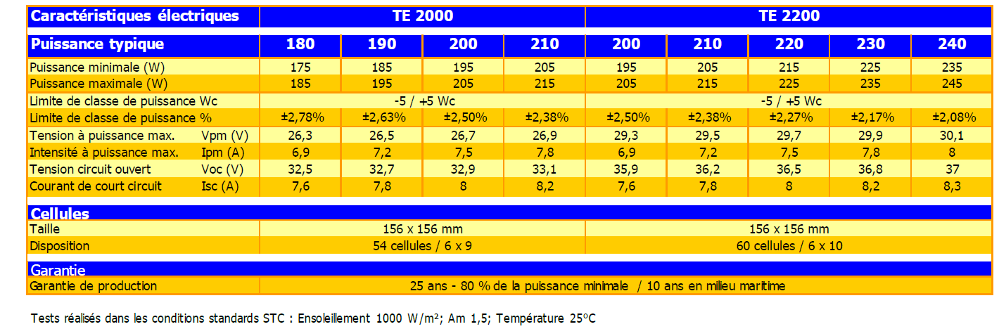 Caractéristiques électriques TE 2000 TE 2200
Puissance typique 180 190 200 210 200 210 220 230 240
Puissance minimale (W) 175 185 195 205 195 205 215 225 235
Puissance maximale (W) 185 195 205 215 205 215 225 235 245
Limite de classe de puissance Wc -5 / +5 Wc -5 / +5 Wc
Limite de classe de puissance % ±2,78% ±2,63% ±2,50% ±2,38% ±2,50% ±2,38% ±2,27% ±2,17% ±2,08%
Tension à puissance max. Vpm (V) 26,3 26,5 26,7 26,9 29,3 29,5 29,7 29,9 30,1
Intensité à puissance max. Ipm (A) 6,9 7,2 7,5 7,8 6,9 7,2 7,5 7,8 8
Tension circuit ouvert Voc (V) 32,5 32,7 32,9 33,1 35,9 36,2 36,5 36,8 37
Courant de court circuit Isc (A) 7,6 7,8 8 8,2 7,6 7,8 8 8,2 8,3
Cellules
Taille 156 x 156 mm 156 x 156 mm
Disposition 54 cellules / 6 x 9 60 cellules / 6 x 10
Garantie
Garantie de production 25 ans - 80 % de la puissance minimale / 10 ans en milieu maritime
Tests réalisés dans les conditions standards STC : Ensoleillement 1000 W/m²; Am 1,5; Température 25°C